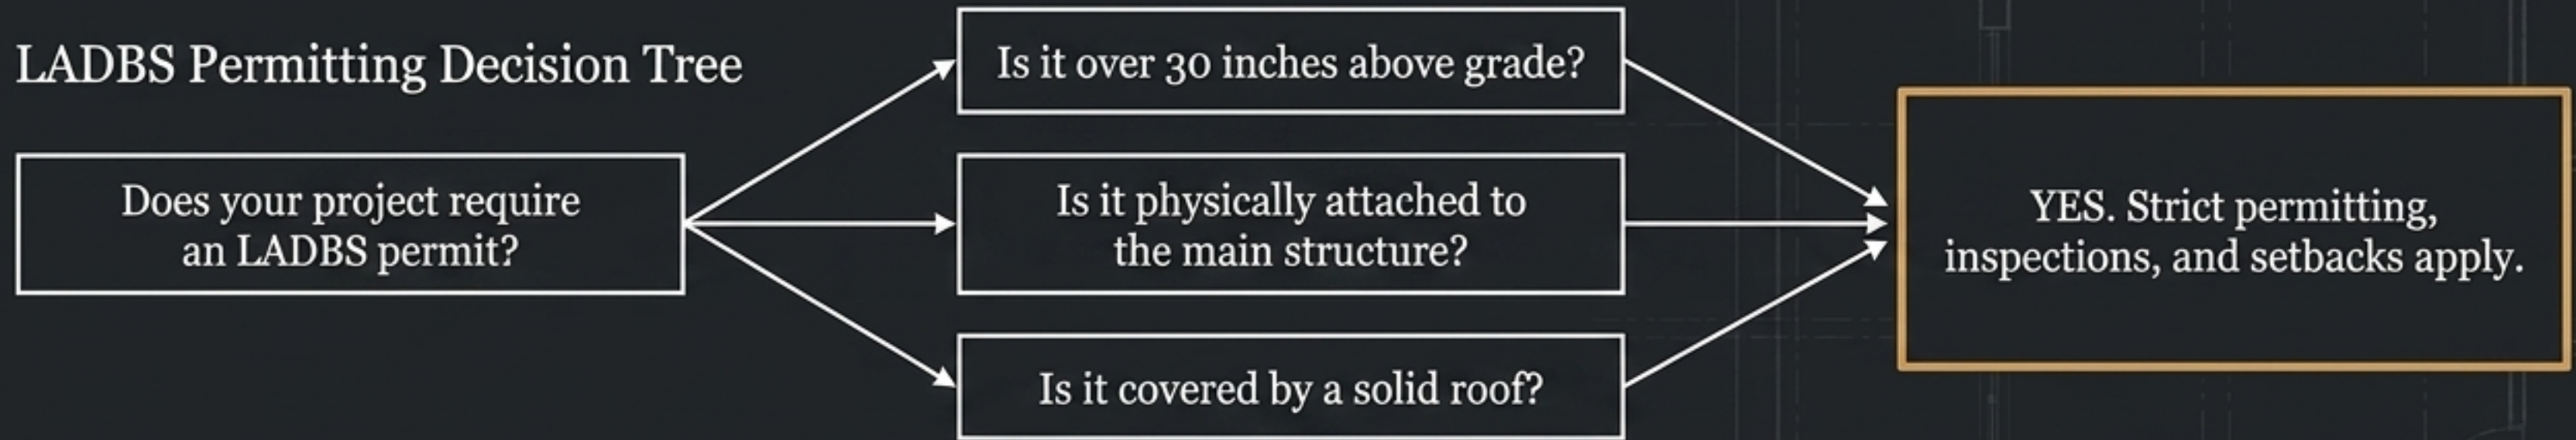 LADBS Permitting Decision Tree
Does your project require
an LADBS permit?
Is it over 30 inches above grade?
Is it physically attached to
the main structure?
Is it covered by a solid roof?
YES. Strict permitting,
inspections, and setbacks apply.